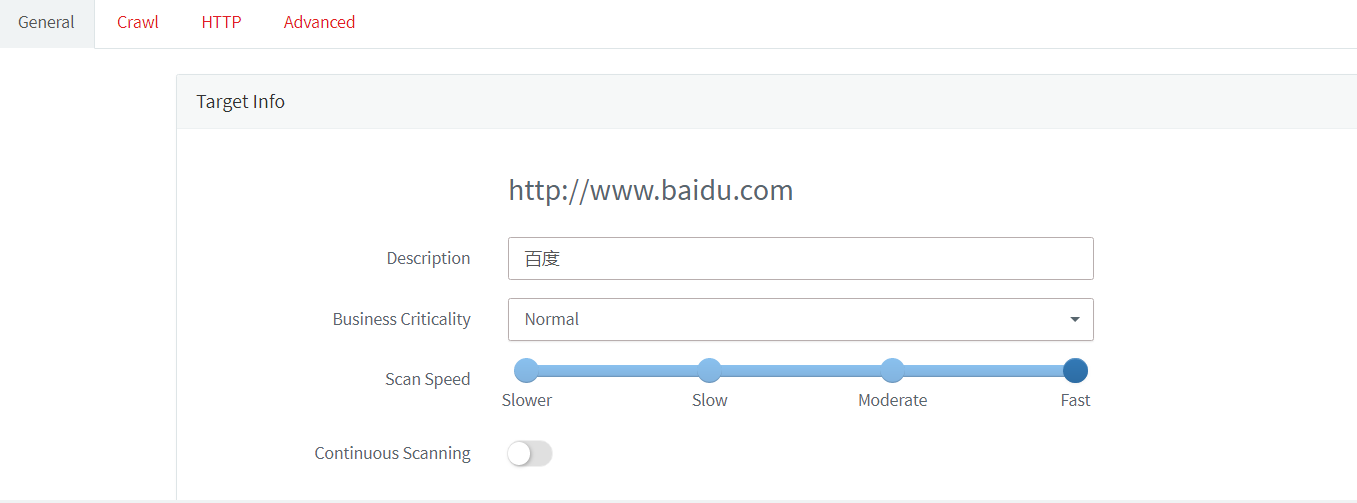 General Crawl HTTP Advanced
Target Info
http://www.baidu.com
Description 百度
Business Criticality Normal
Scan Speed
Slower Slow Moderate Fast
Continuous Scanning